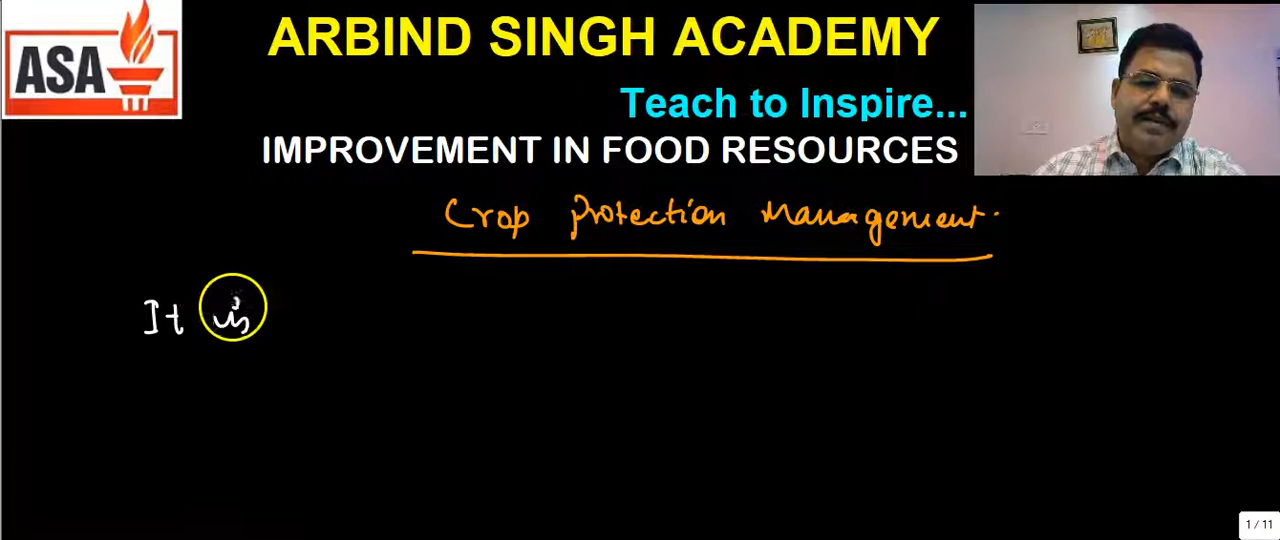 ASA
ARBIND SINGH ACADEMY
Teach to Inspire...
IMPROVEMENT IN FOOD RESOURCES
Crop Protection Management.
It is
1 / 11